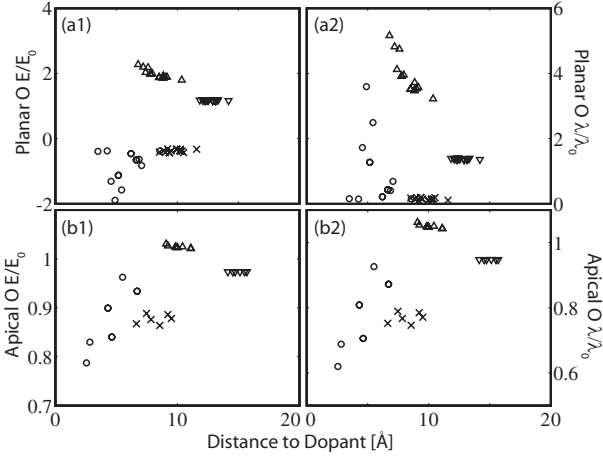 (a1)
(a2)
4
2
0
-2
Planar O E/E0
6
4
2
0
Planar O λ/λ0
(b1)
(b2)
1
0.9
0.8
0.7
Apical O E/E0
1
0.8
0.6
Apical O λ/λ0
0 10 20 0 10 20
Distance to Dopant [Å]